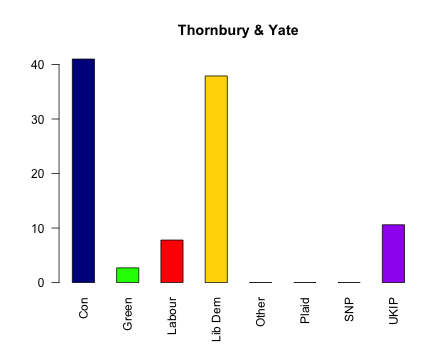 Thornbury & Yate
40
30
20
10
0
Con
Green
Labour
Lib Dem
Other
Plaid
SNP
UKIP